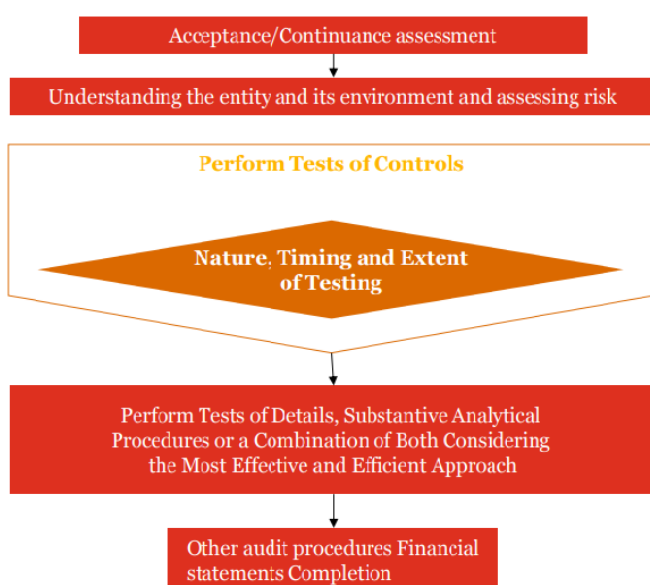 Acceptance/Continuance assessment
Understanding the entity and its environment and assessing risk
Perform Tests of Controls
Nature, Timing and Extent
of Testing
Perform Tests of Details, Substantive Analytical
Procedures or a Combination of Both Considering
the Most Effective and Efficient Approach
Other audit procedures Financial
statements Completion